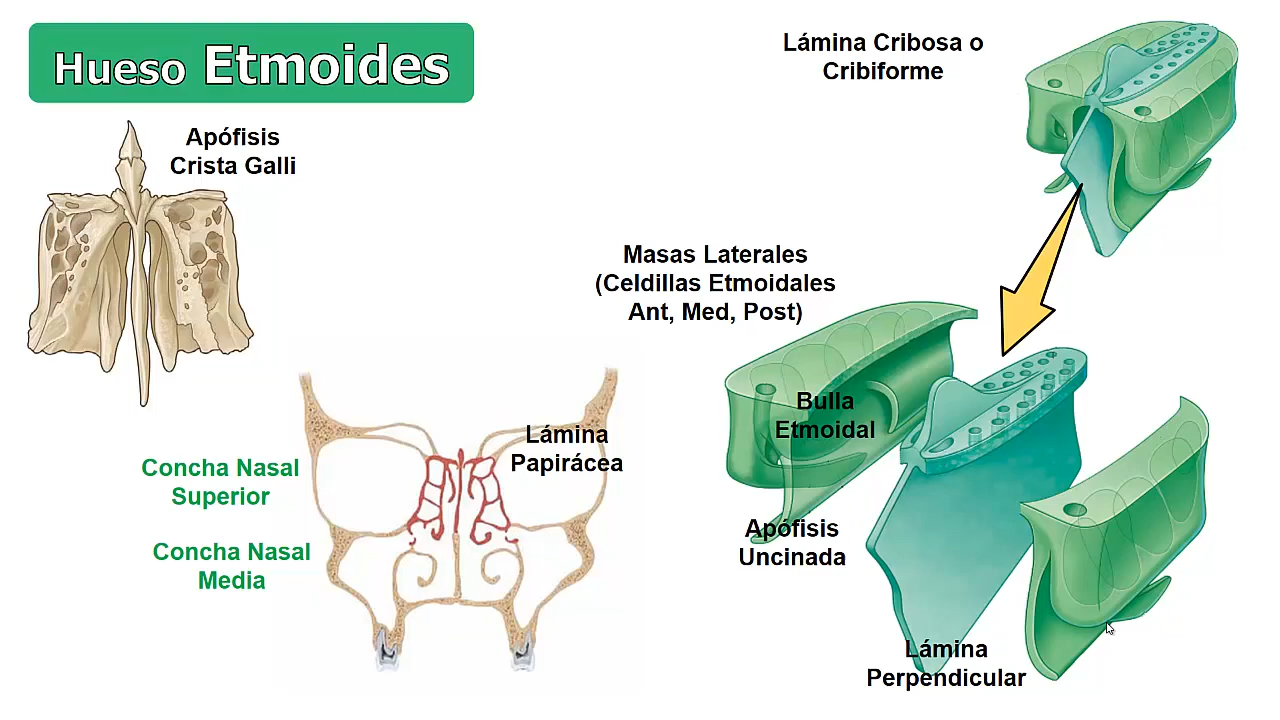 Hueso Etmoides
Apófisis
Crista Galli
Lámina Cribosa o
Cribiforme
Masas Laterales
(Celdillas Etmoidales
Ant, Med, Post)
Bulla
Etmoidal
Lámina
Papirácea
Concha Nasal
Superior
Concha Nasal
Media
Apófisis
Uncinada
Lámina
Perpendicular